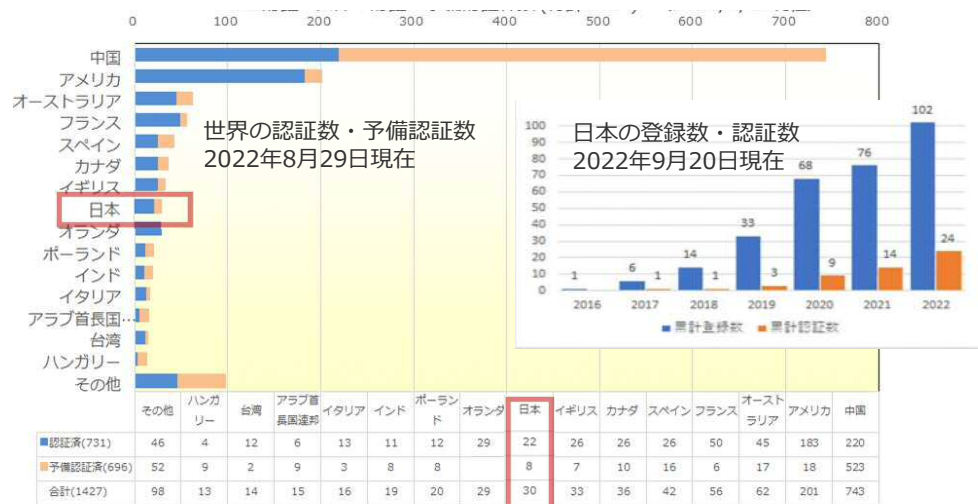 0 100 200 300 400 500 600 700 800
中国
アメリカ
オーストラリア
フランス
スペイン
カナダ
イギリス
日本
オランダ
ポーランド
インド
イタリア
アラブ首長国…
台湾
ハンガリー
その他
世界の認証数・予備認証数
2022年8月29日現在
日本の登録数・認証数
2022年9月20日現在
100
90
80
70
60
50
40
30
20
10
0
1
6 1
14 1
33 3
68 9
76 14
102 24
2016 2017 2018 2019 2020 2021 2022
累計登録数 累計認証数
その他 ハンガリー 台湾 アラブ首長国連邦 イタリア インド ポーランド オランダ 日本 イギリス カナダ スペイン フランス オーストラリア アメリカ 中国
認証済(731) 46 4 12 6 13 11 12 29 22 26 26 26 50 45 183 220
予備認証済(696) 52 9 2 9 3 8 8 8 7 10 16 6 17 18 523
合計(1427) 98 13 14 15 16 19 20 29 30 33 36 42 56 62 201 743